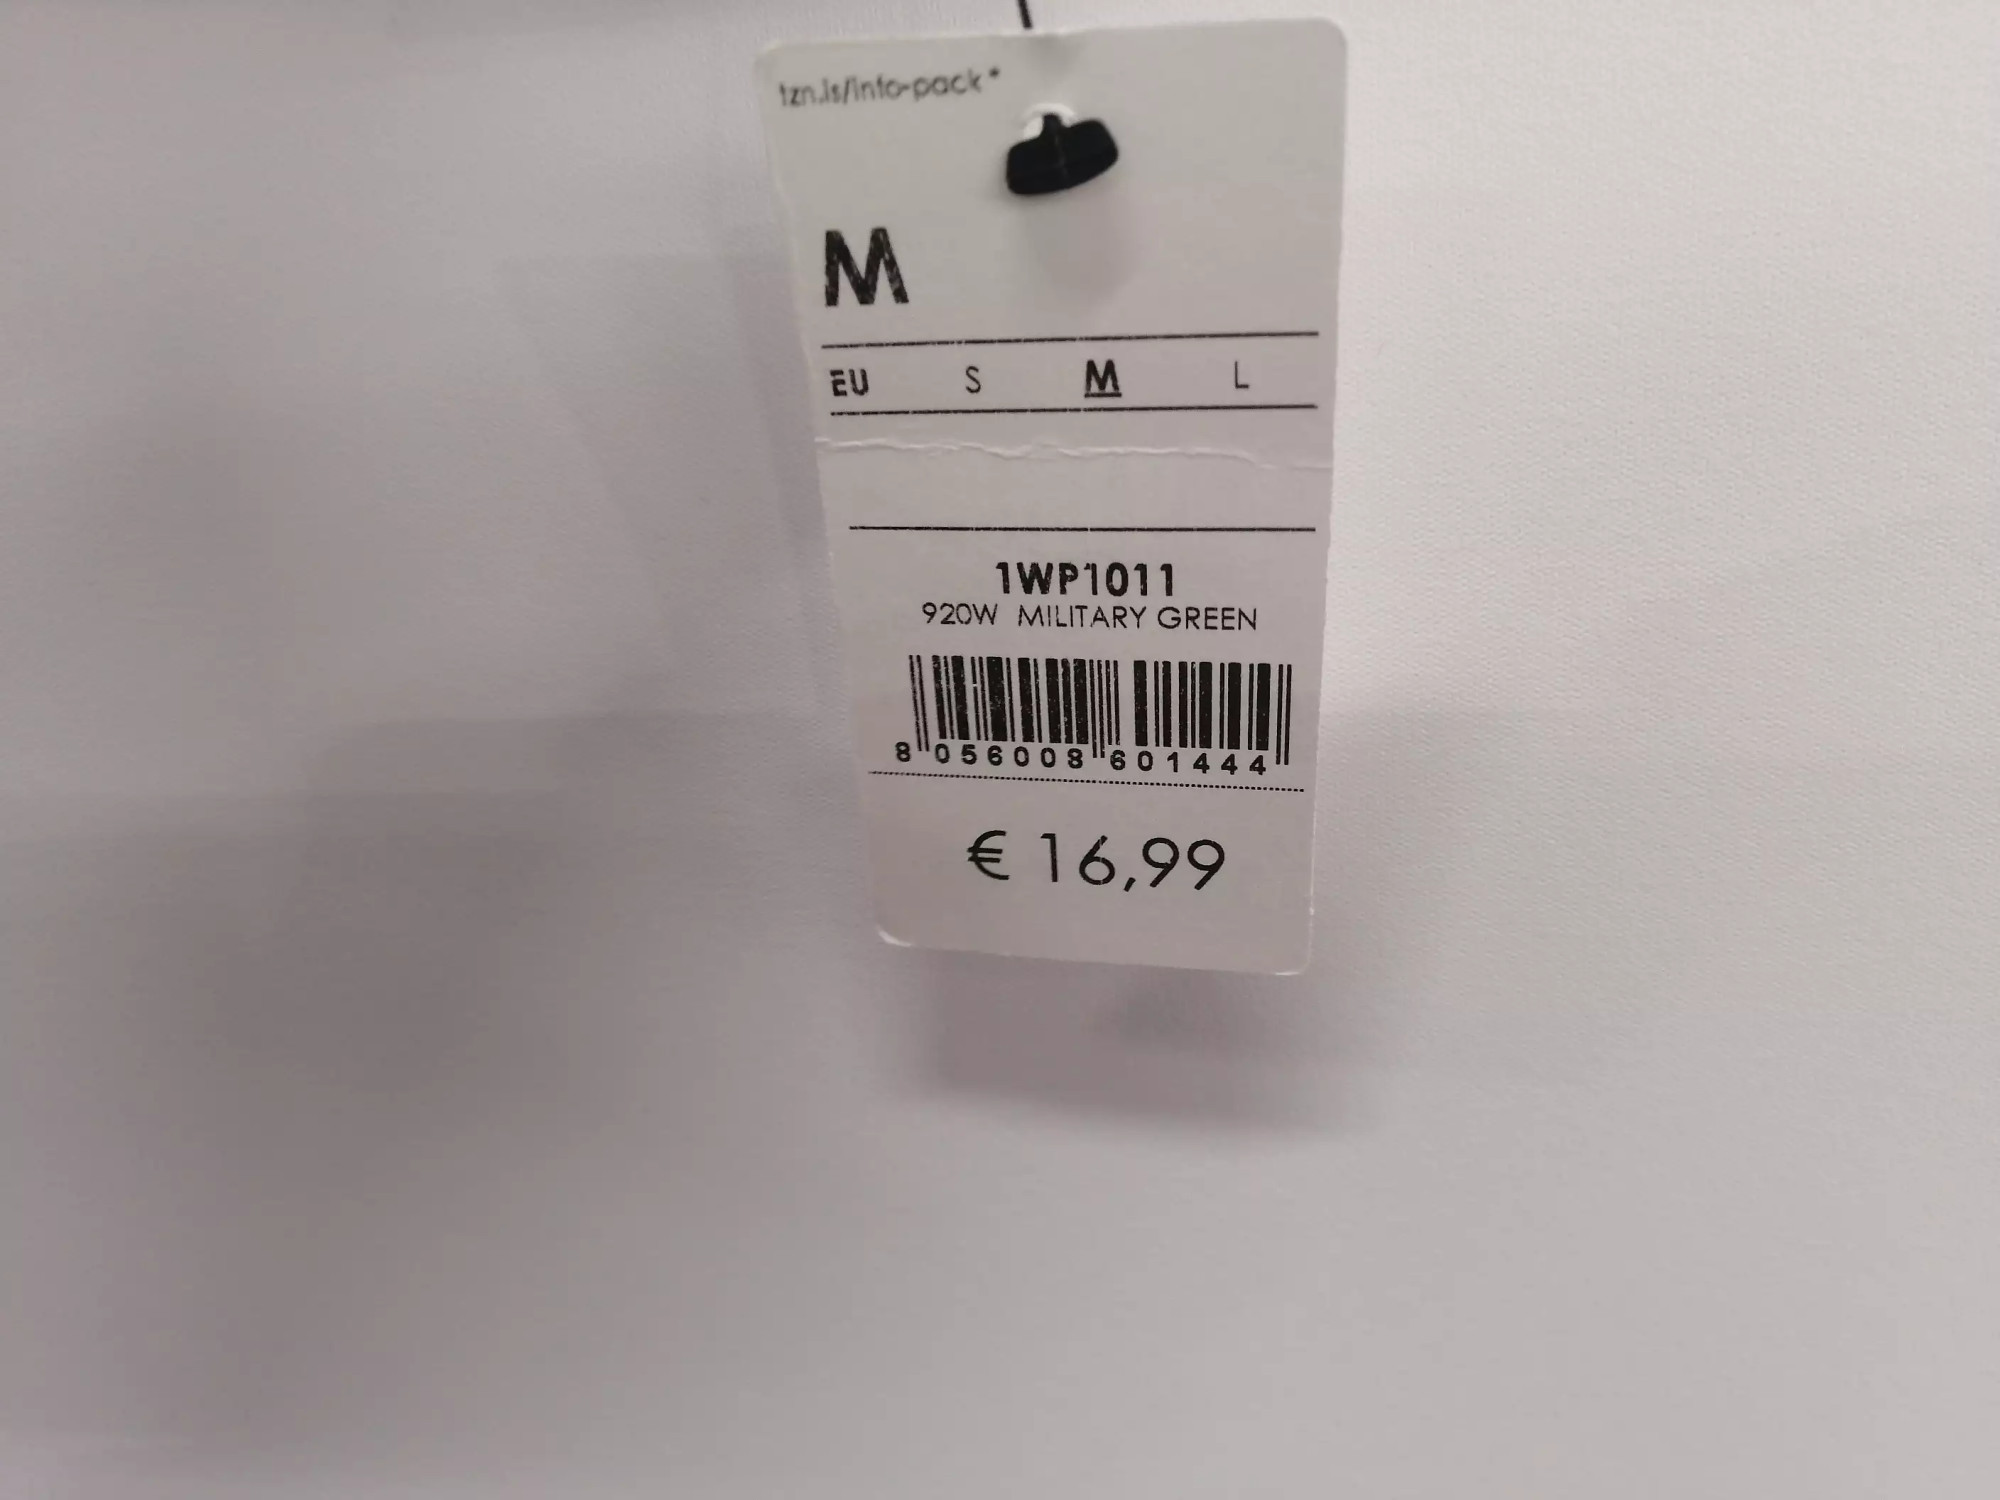 tzn.is/info-pack*
M
EU S M L
1WP1011
920W MILITARY GREEN
8 056008 601444
€ 16,99